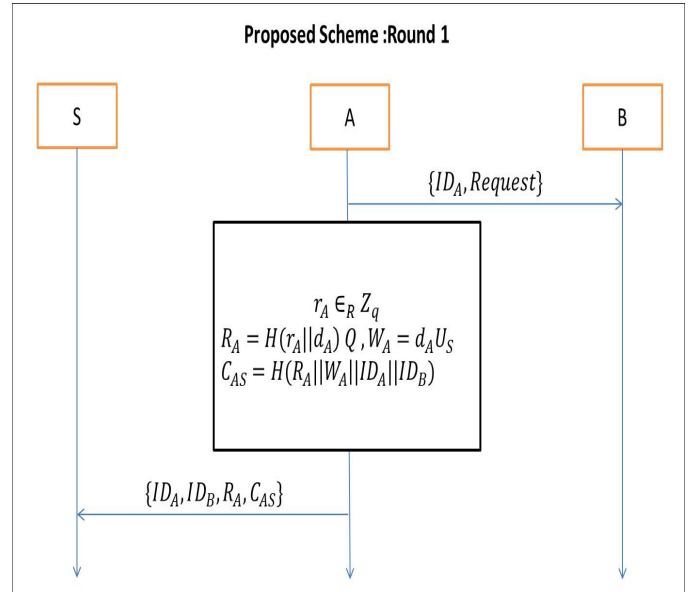 Proposed Scheme :Round 1
S
A
B
{ID_A, Request}
r_A ∈_R Z_q
R_A = H(r_A||d_A) Q ,W_A = d_A U_S
C_AS = H(R_A||W_A||ID_A||ID_B)
{ID_A, ID_B, R_A, C_AS}